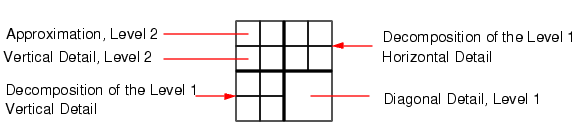 Approximation, Level 2
Vertical Detail, Level 2
Decomposition of the Level 1
Vertical Detail
Decomposition of the Level 1
Horizontal Detail
Diagonal Detail, Level 1